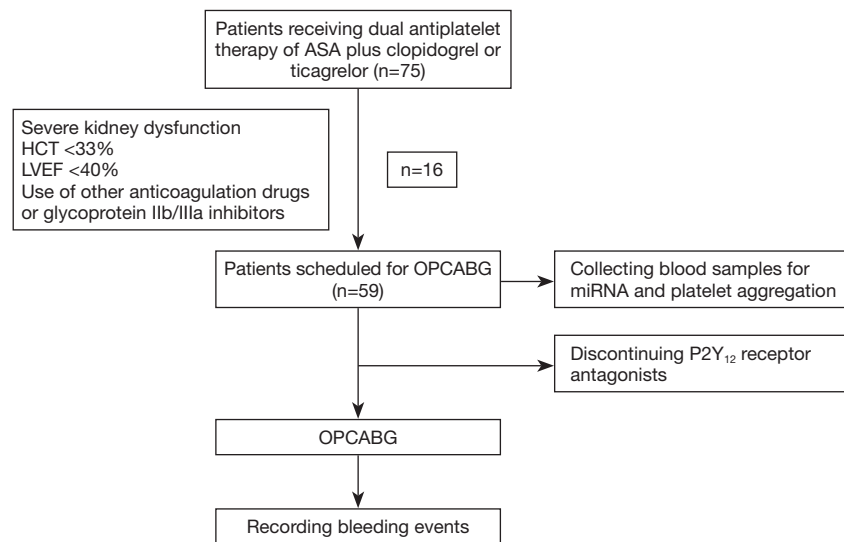 Patients receiving dual antiplatelet
therapy of ASA plus clopidogrel or
ticagrelor (n=75)
Severe kidney dysfunction
HCT <33%
LVEF <40%
Use of other anticoagulation drugs
or glycoprotein IIb/IIIa inhibitors
n=16
Patients scheduled for OPCABG
(n=59)
Collecting blood samples for
miRNA and platelet aggregation
Discontinuing P2Y₁₂ receptor
antagonists
OPCABG
Recording bleeding events